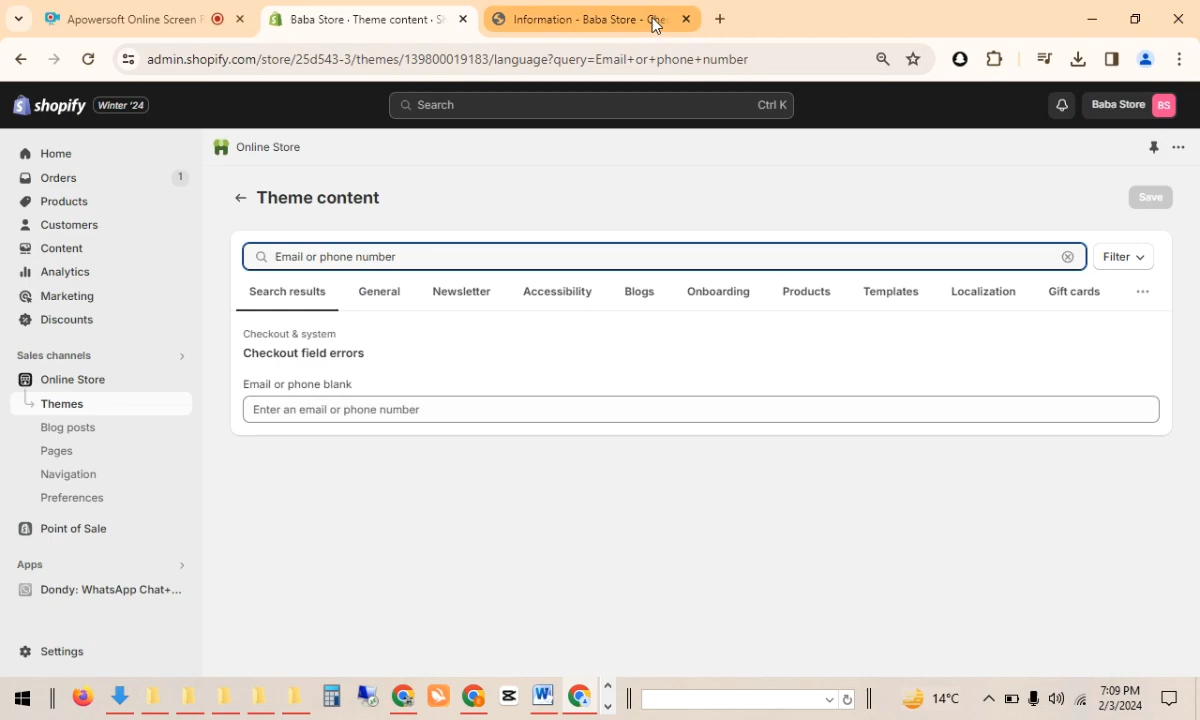 Apowersoft Online Screen R
Baba Store · Theme content · Sh
Information - Baba Store - Che
admin.shopify.com/store/25d543-3/themes/139800019183/language?query=Email+or+phone+number
shopify
Winter '24
Search
Ctrl K
Baba Store
BS
Home
Orders
1
Products
Customers
Content
Analytics
Marketing
Discounts
Sales channels
Online Store
Themes
Blog posts
Pages
Navigation
Preferences
Point of Sale
Apps
Dondy: WhatsApp Chat+...
Settings
Online Store
Theme content
Save
Email or phone number
Filter
Search results
General
Newsletter
Accessibility
Blogs
Onboarding
Products
Templates
Localization
Gift cards
Checkout & system
Checkout field errors
Email or phone blank
Enter an email or phone number
14°C
7:09 PM
2/3/2024